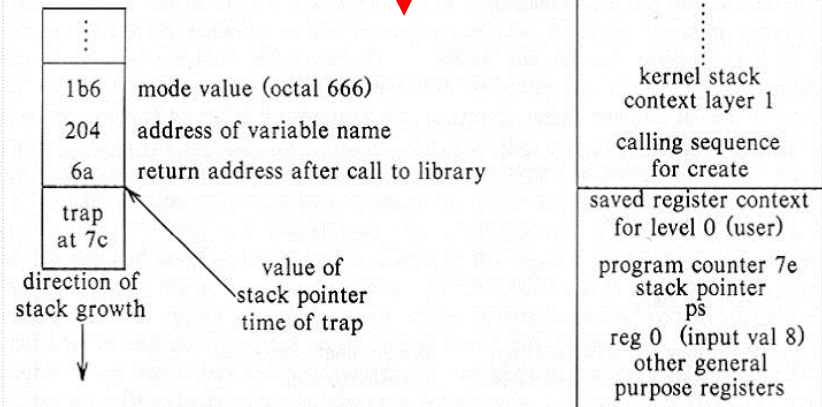 1b6 mode value (octal 666)
204 address of variable name
6a return address after call to library
trap
at 7c
direction of
stack growth
value of
stack pointer
time of trap
kernel stack
context layer 1
calling sequence
for create
saved register context
for level 0 (user)
program counter 7e
stack pointer
ps
reg 0 (input val 8)
other general
purpose registers